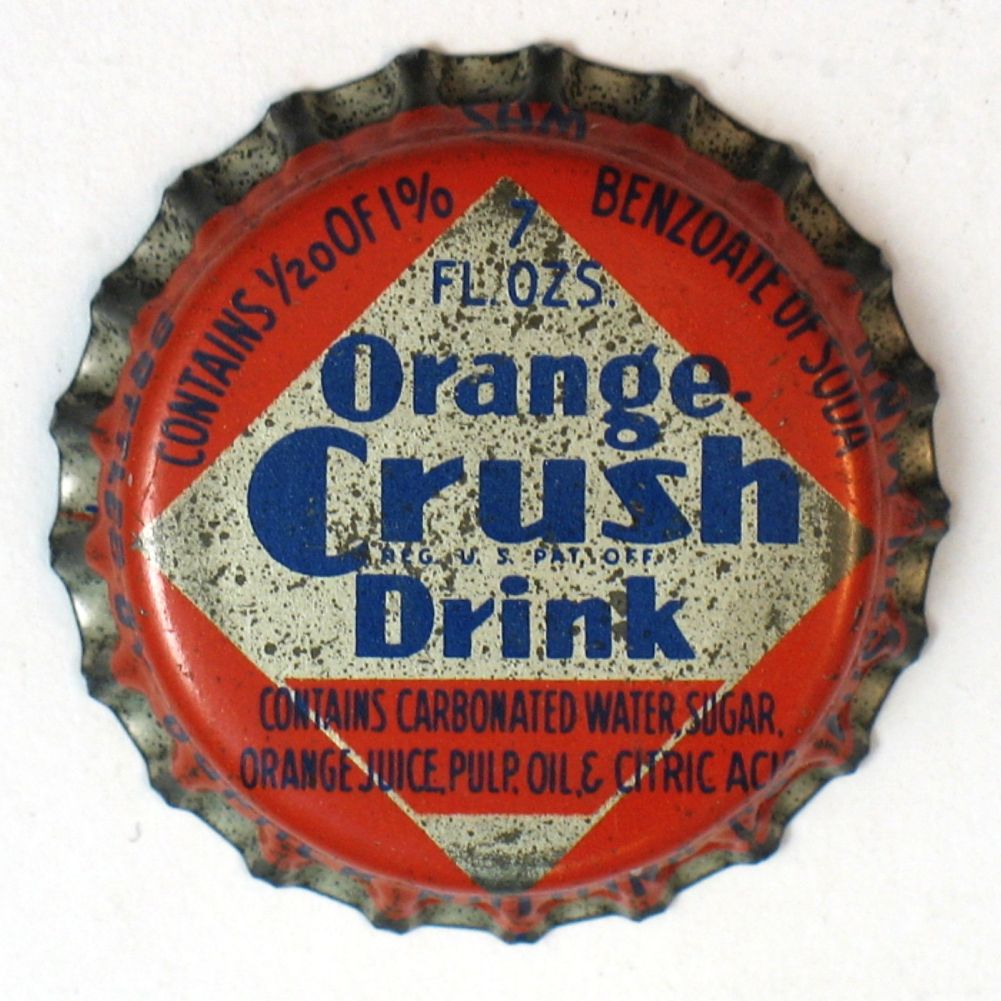 CONTAINS 1/20 OF 1% BENZOATE OF SODA
7
FL. OZS.
Orange
Crush
REG. U. S. PAT. OFF.
Drink
CONTAINS CARBONATED WATER, SUGAR,
ORANGE JUICE, PULP, OIL, & CITRIC ACID